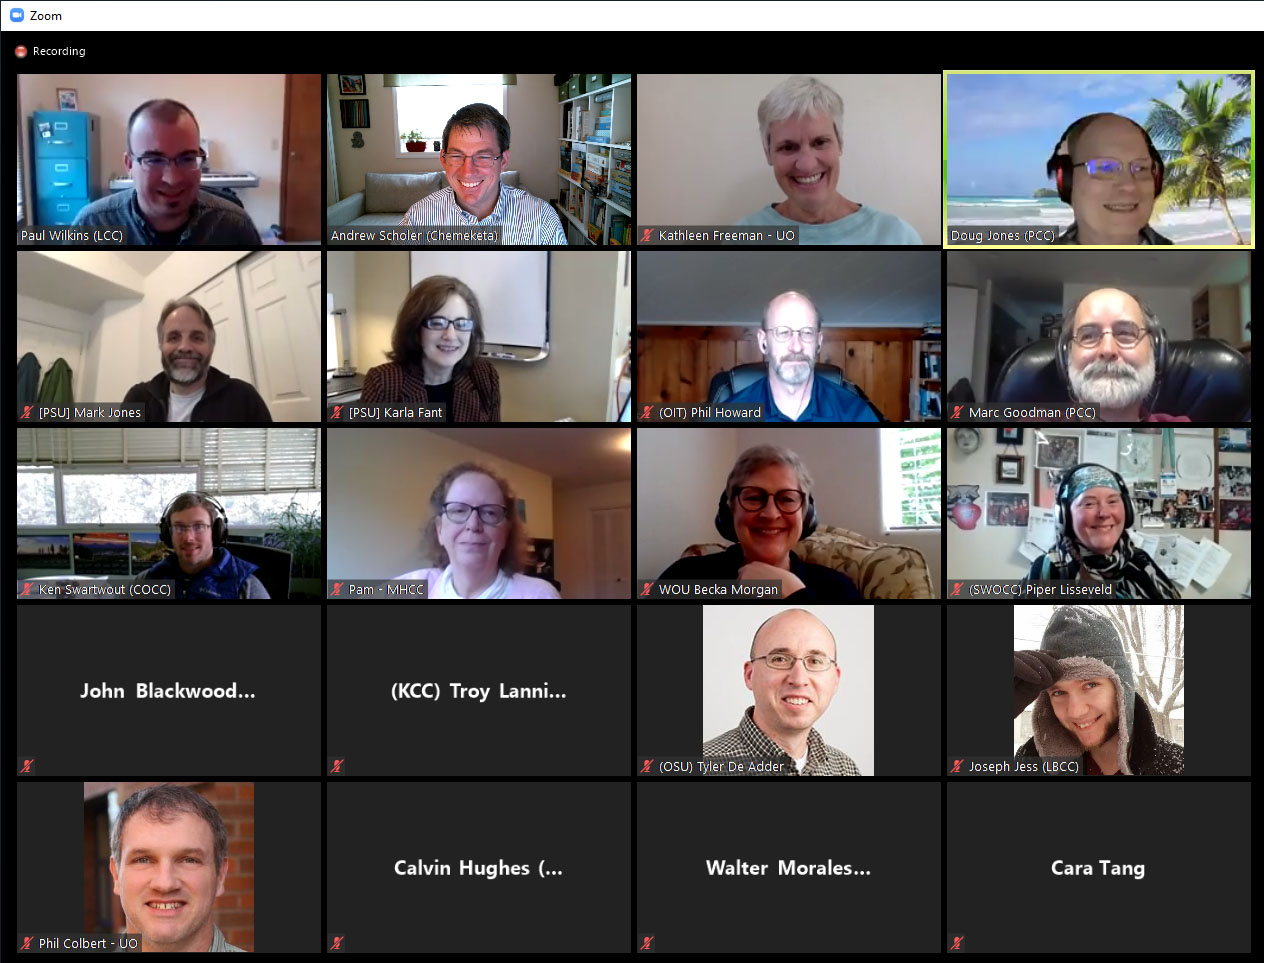 Zoom
Recording
Paul Wilkins (LCC)
Andrew Scholer (Chemeketa)
Kathleen Freeman - UO
Doug Jones (PCC)
[PSU] Mark Jones
[PSU] Karla Fant
(OIT) Phil Howard
Marc Goodman (PCC)
Ken Swartwout (COCC)
Pam - MHCC
WOU Becka Morgan
(SWOCC) Piper Lisseveld
John Blackwood...
(KCC) Troy Lanni...
(OSU) Tyler De Adder
Joseph Jess (LBCC)
Phil Colbert - UO
Calvin Hughes (...
Walter Morales...
Cara Tang